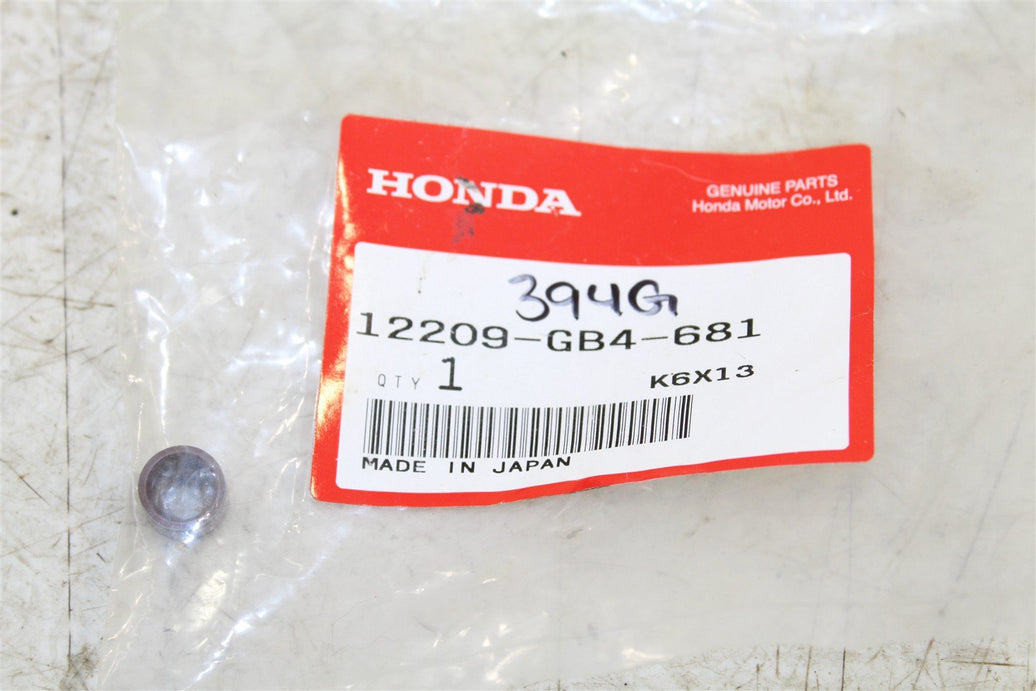 HONDA
GENUINE PARTS
Honda Motor Co., Ltd.
394G
12209-GB4-681
QTY 1
K6X13
MADE IN JAPAN